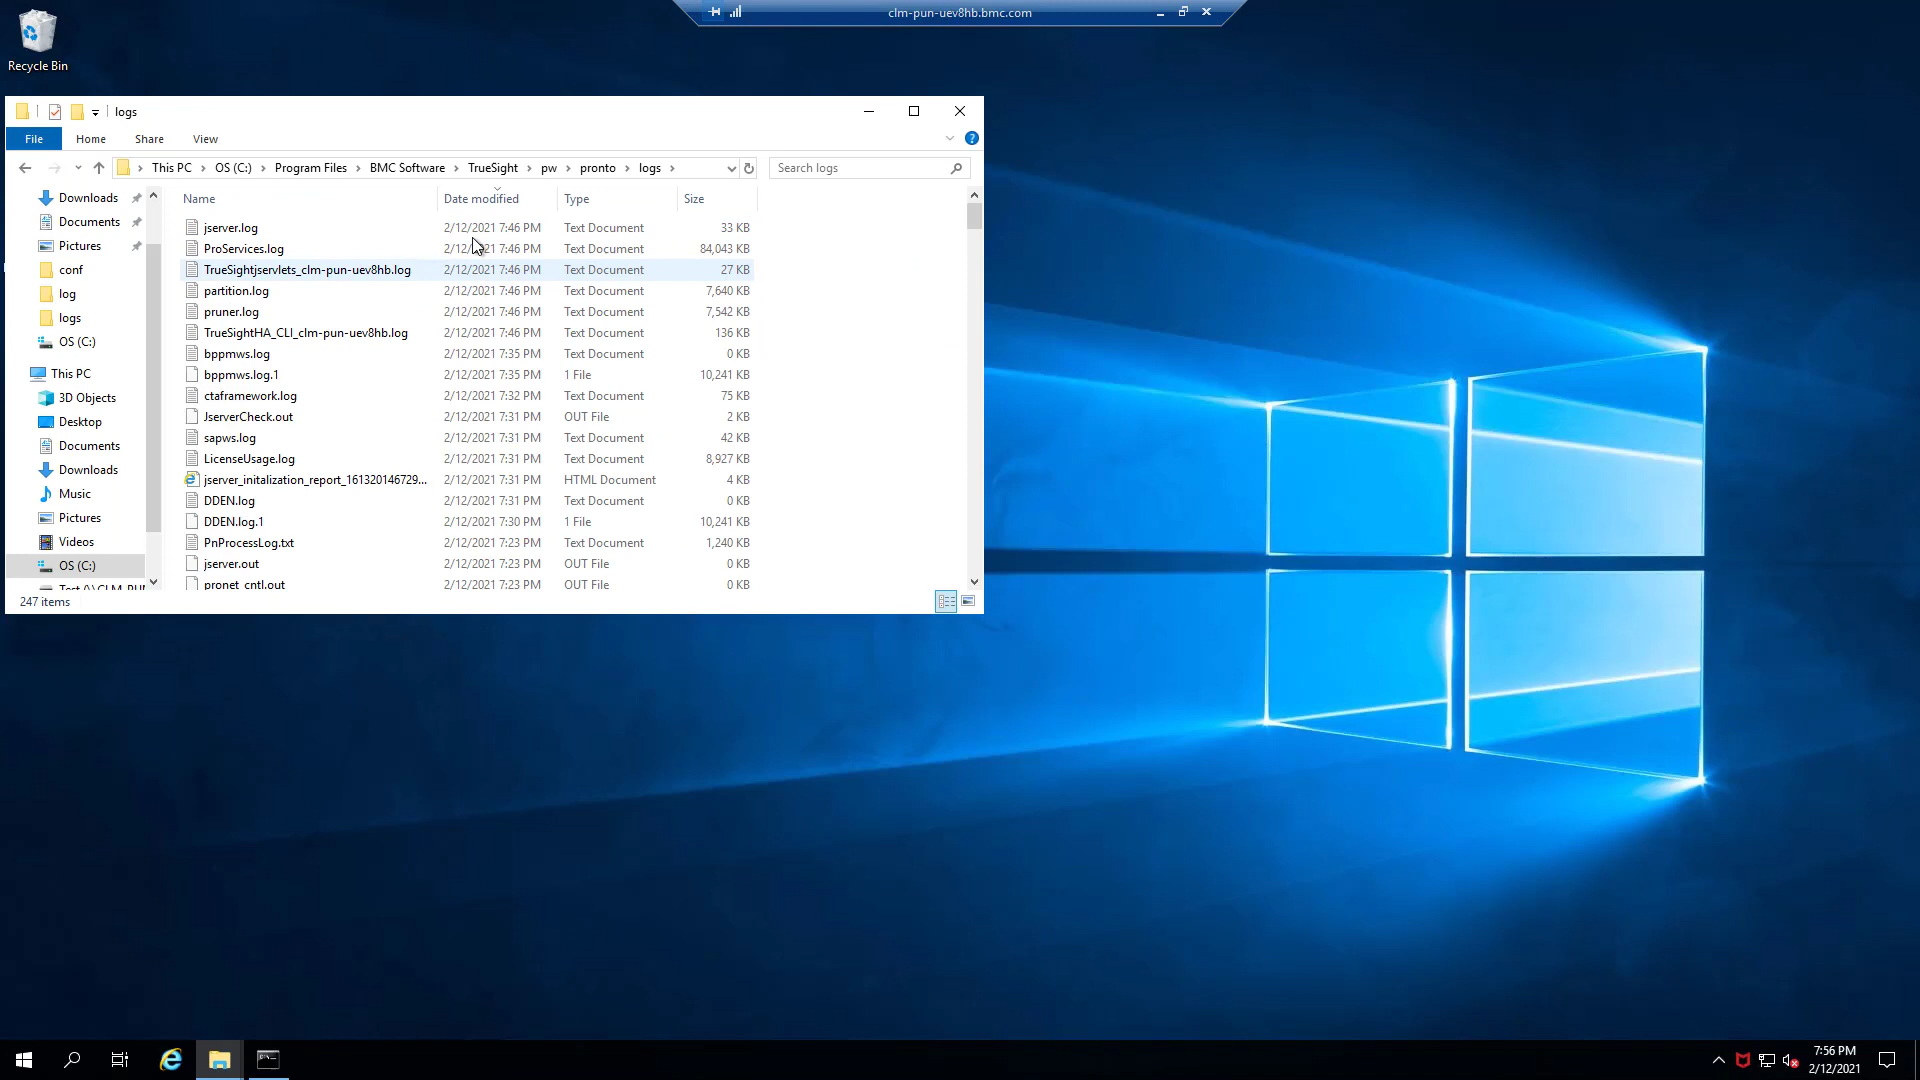 clm-pun-uev8hb.bmc.com
Recycle Bin
logs
File Home Share View
This PC OS (C:) Program Files BMC Software TrueSight pw pronto logs Search logs
Downloads
Documents
Pictures
conf
log
logs
OS (C:)
This PC
3D Objects
Desktop
Documents
Downloads
Music
Pictures
Videos
OS (C:)
Name Date modified Type Size
jserver.log 2/12/2021 7:46 PM Text Document 33 KB
ProServices.log 2/12/2021 7:46 PM Text Document 84,043 KB
TrueSightjservlets_clm-pun-uev8hb.log 2/12/2021 7:46 PM Text Document 27 KB
partition.log 2/12/2021 7:46 PM Text Document 7,640 KB
pruner.log 2/12/2021 7:46 PM Text Document 7,542 KB
TrueSightHA_CLI_clm-pun-uev8hb.log 2/12/2021 7:46 PM Text Document 136 KB
bppmws.log 2/12/2021 7:35 PM Text Document 0 KB
bppmws.log.1 2/12/2021 7:35 PM 1 File 10,241 KB
ctaframework.log 2/12/2021 7:32 PM Text Document 75 KB
JserverCheck.out 2/12/2021 7:31 PM OUT File 2 KB
sapws.log 2/12/2021 7:31 PM Text Document 42 KB
LicenseUsage.log 2/12/2021 7:31 PM Text Document 8,927 KB
jserver_initalization_report_161320146729... 2/12/2021 7:31 PM HTML Document 4 KB
DDEN.log 2/12/2021 7:31 PM Text Document 0 KB
DDEN.log.1 2/12/2021 7:30 PM 1 File 10,241 KB
PnProcessLog.txt 2/12/2021 7:23 PM Text Document 1,240 KB
jserver.out 2/12/2021 7:23 PM OUT File 0 KB
pronet_cntl.out 2/12/2021 7:23 PM OUT File 0 KB
247 items
7:56 PM
2/12/2021